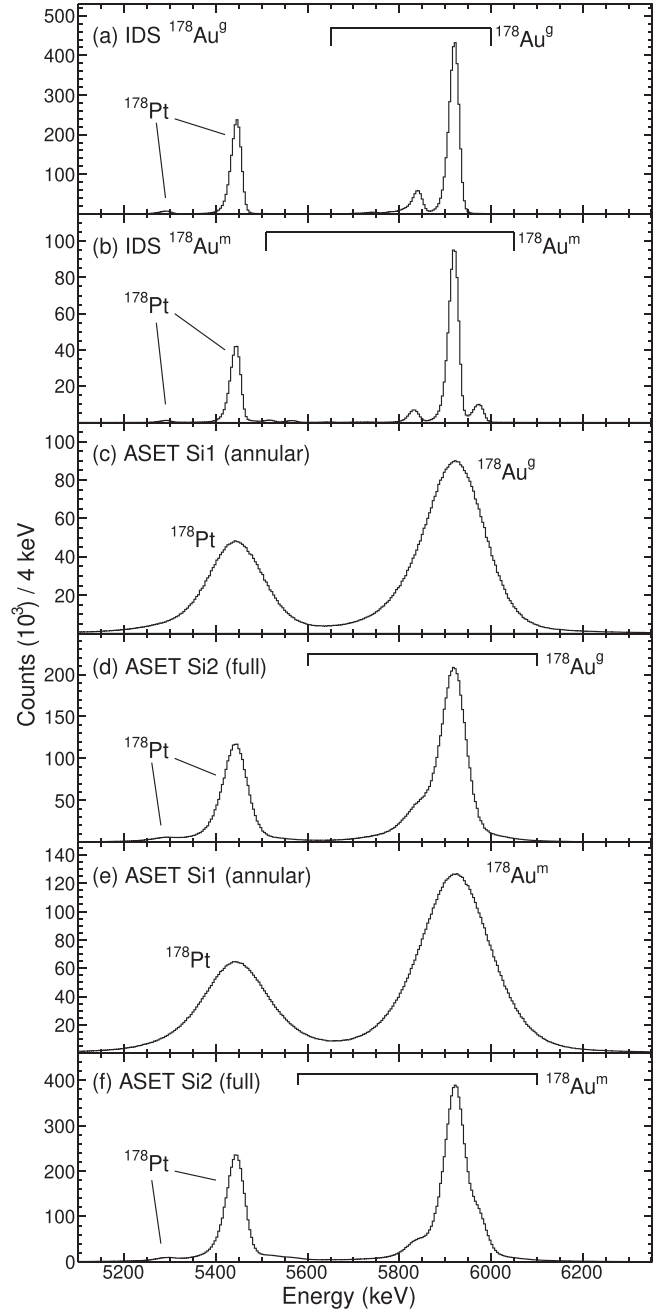 500
(a) IDS ¹⁷⁸Auᵍ
¹⁷⁸Auᵍ
400
300
¹⁷⁸Pt
200
100
100
(b) IDS ¹⁷⁸Auᵐ
¹⁷⁸Auᵐ
80
60
¹⁷⁸Pt
40
20
100
(c) ASET Si1 (annular)
80
¹⁷⁸Auᵍ
60
¹⁷⁸Pt
40
20
Counts (10³) / 4 keV
200
(d) ASET Si2 (full)
¹⁷⁸Auᵍ
150
100
¹⁷⁸Pt
50
140
(e) ASET Si1 (annular)
¹⁷⁸Auᵐ
120
100
80
¹⁷⁸Pt
60
40
20
400
(f) ASET Si2 (full)
¹⁷⁸Auᵐ
300
¹⁷⁸Pt
200
100
0
5200 5400 5600 5800 6000 6200
Energy (keV)